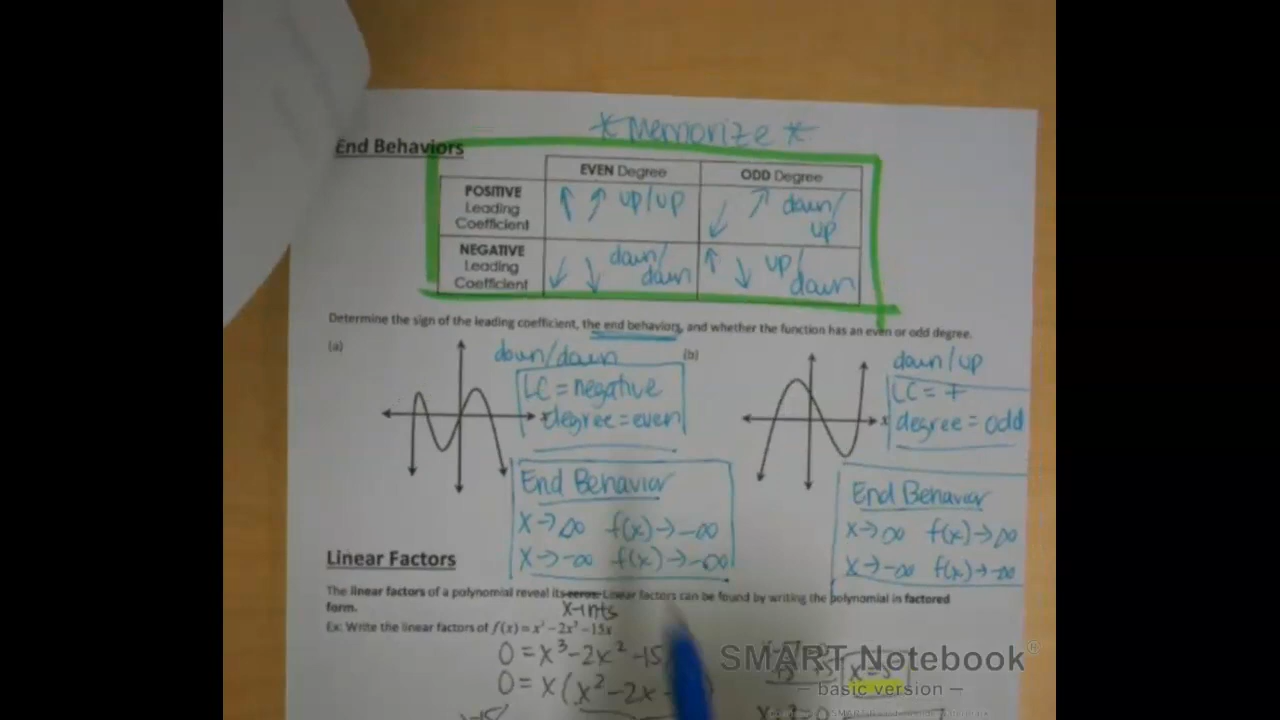 *Memorize*
End Behaviors
EVEN Degree
ODD Degree
POSITIVE
Leading
Coefficient
↑ ↗ up/up
↙ ↗ down/
up
NEGATIVE
Leading
Coefficient
↙ ↘ down/
down
↑ ↘ up/
down
Determine the sign of the leading coefficient, the end behaviors, and whether the function has an even or odd degree.
(a)
down/down
LC = negative
degree = even
x
End Behavior
x→∞ f(x)→-∞
x→-∞ f(x)→-∞
(b)
down/up
LC = +
degree = odd
x
End Behavior
x→∞ f(x)→∞
x→-∞ f(x)→-∞
Linear Factors
The linear factors of a polynomial reveal its zeros. Linear factors can be found by writing the polynomial in factored
form.
x-ints
Ex: Write the linear factors of f(x) = x³ – 2x² – 15x
0 = x³ - 2x² - 15
0 = x(x² - 2x -
SMART Notebook®
— basic version —